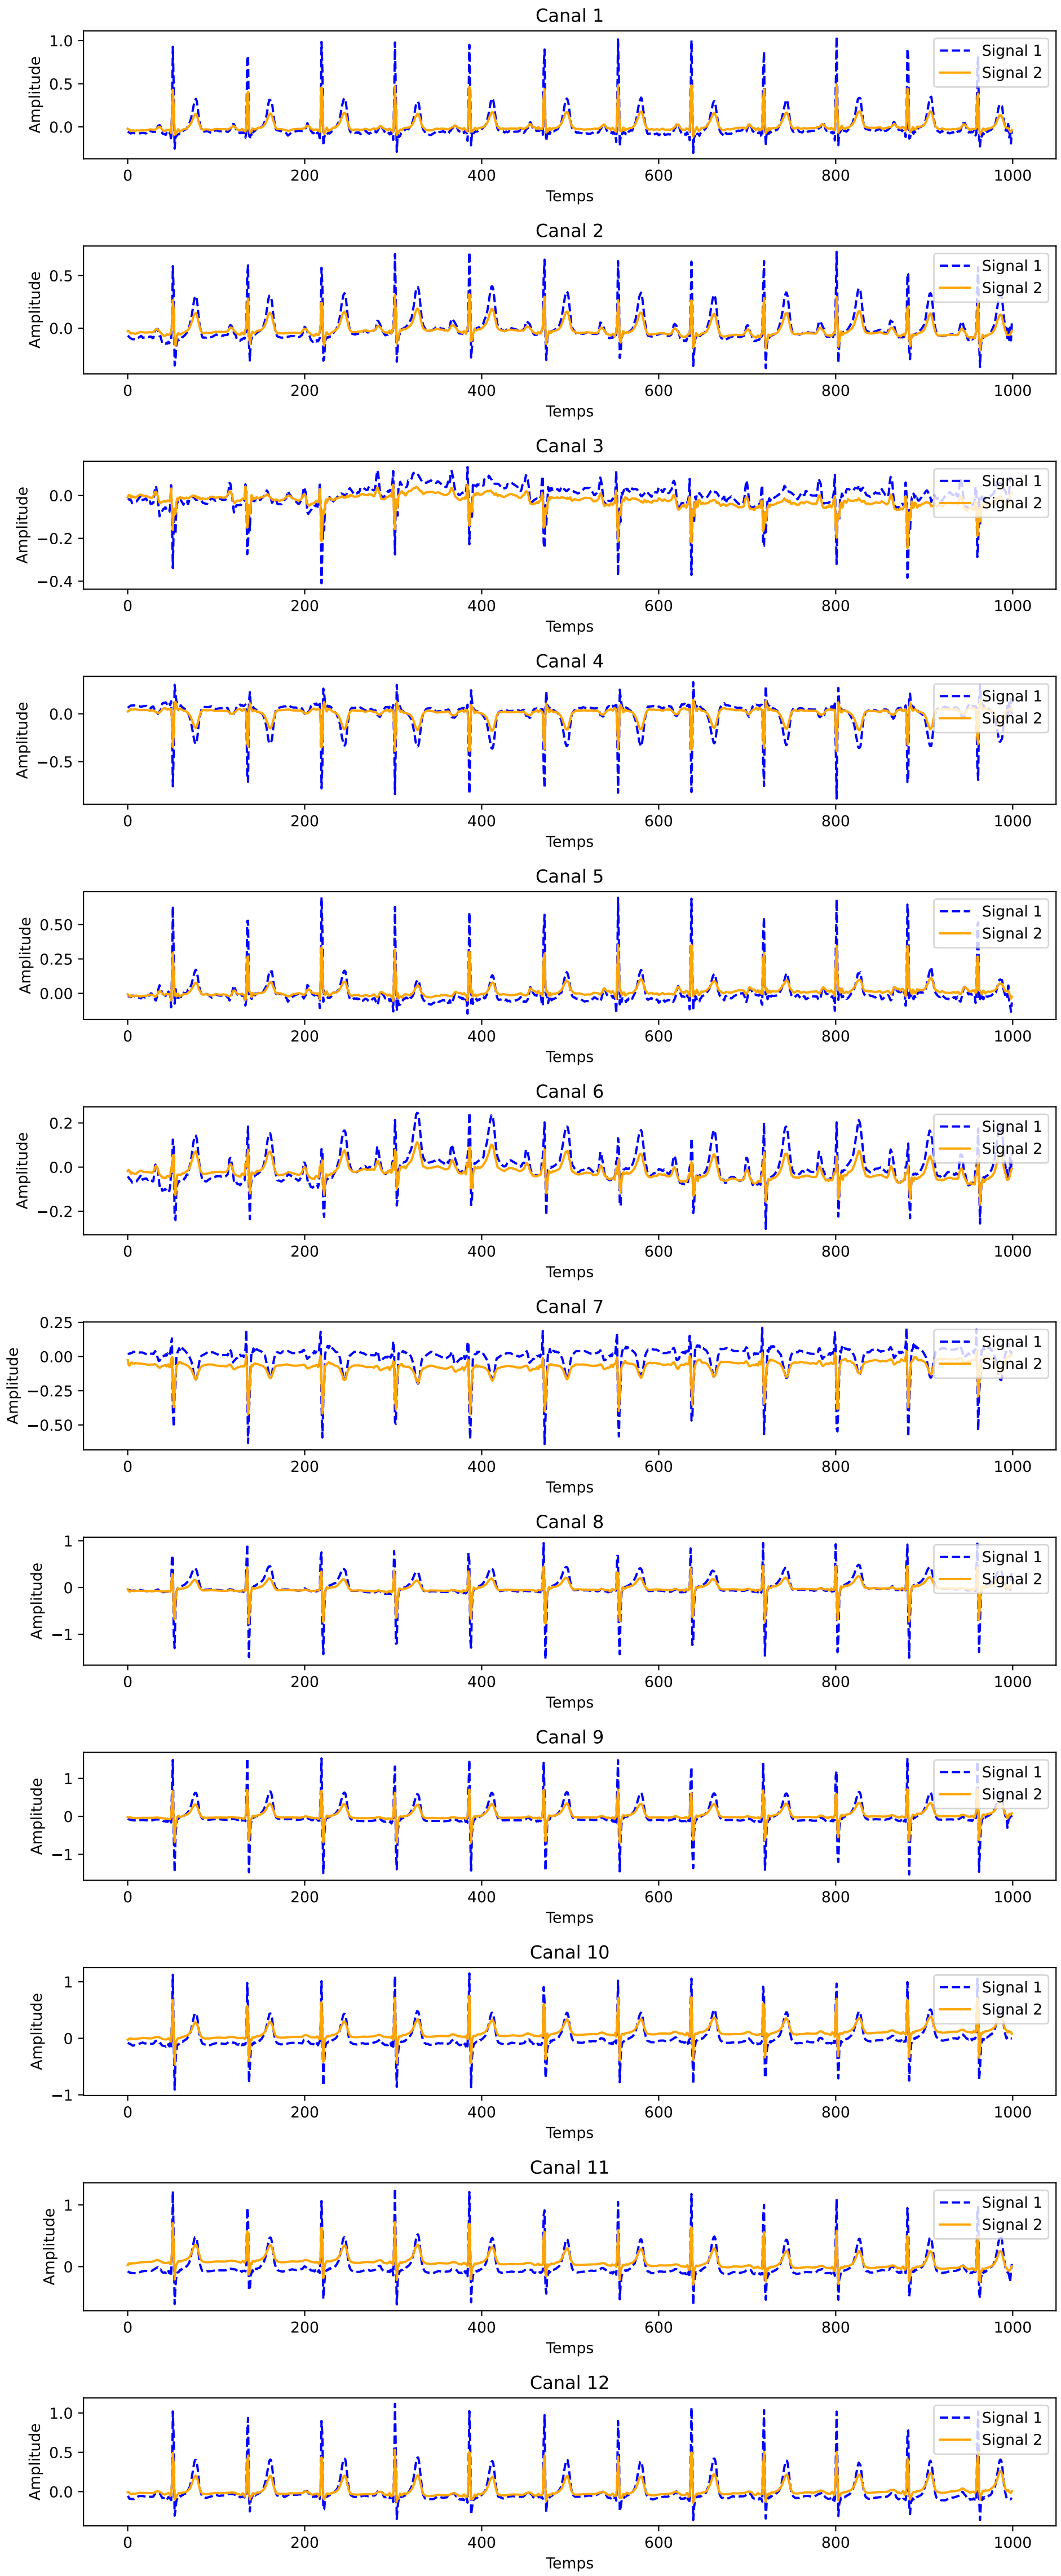 Canal 1
1.0
0.5
0.0
Amplitude
Signal 1
Signal 2
0 200 400 600 800 1000
Temps
Canal 2
0.5
0.0
Amplitude
Signal 1
Signal 2
0 200 400 600 800 1000
Temps
Canal 3
0.0
−0.2
−0.4
Amplitude
Signal 1
Signal 2
0 200 400 600 800 1000
Temps
Canal 4
0.0
−0.5
Amplitude
Signal 1
Signal 2
0 200 400 600 800 1000
Temps
Canal 5
0.50
0.25
0.00
Amplitude
Signal 1
Signal 2
0 200 400 600 800 1000
Temps
Canal 6
0.2
0.0
−0.2
Amplitude
Signal 1
Signal 2
0 200 400 600 800 1000
Temps
Canal 7
0.25
0.00
−0.25
−0.50
Amplitude
Signal 1
Signal 2
0 200 400 600 800 1000
Temps
Canal 8
1
0
−1
Amplitude
Signal 1
Signal 2
0 200 400 600 800 1000
Temps
Canal 9
1
0
−1
Amplitude
Signal 1
Signal 2
0 200 400 600 800 1000
Temps
Canal 10
1
0
−1
Amplitude
Signal 1
Signal 2
0 200 400 600 800 1000
Temps
Canal 11
1
0
Amplitude
Signal 1
Signal 2
0 200 400 600 800 1000
Temps
Canal 12
1.0
0.5
0.0
Amplitude
Signal 1
Signal 2
0 200 400 600 800 1000
Temps